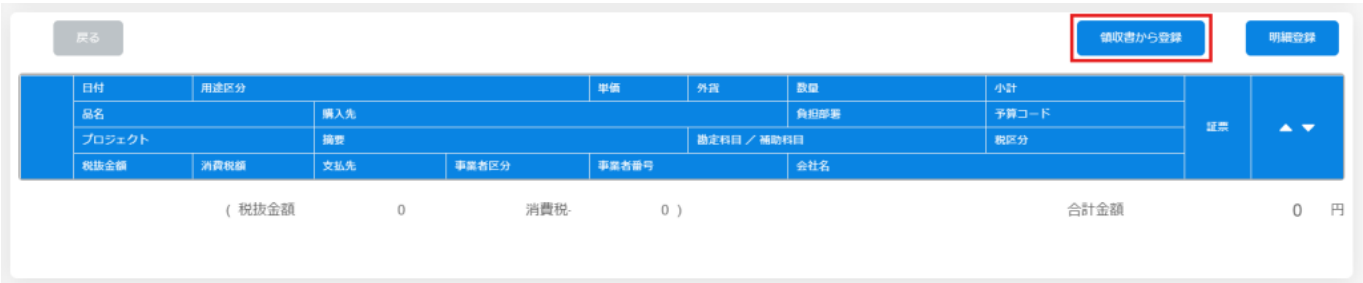 戻る 領収書から登録 明細登録
日付 用途区分 単価 外貨 数量 小計
品名 購入先 負担部署 予算コード
証票 ▲ ▼
プロジェクト 摘要 勘定科目 ／ 補助科目 税区分
税抜金額 消費税額 支払先 事業者区分 事業者番号 会社名
( 税抜金額 0 消費税- 0 ) 合計金額 0 円